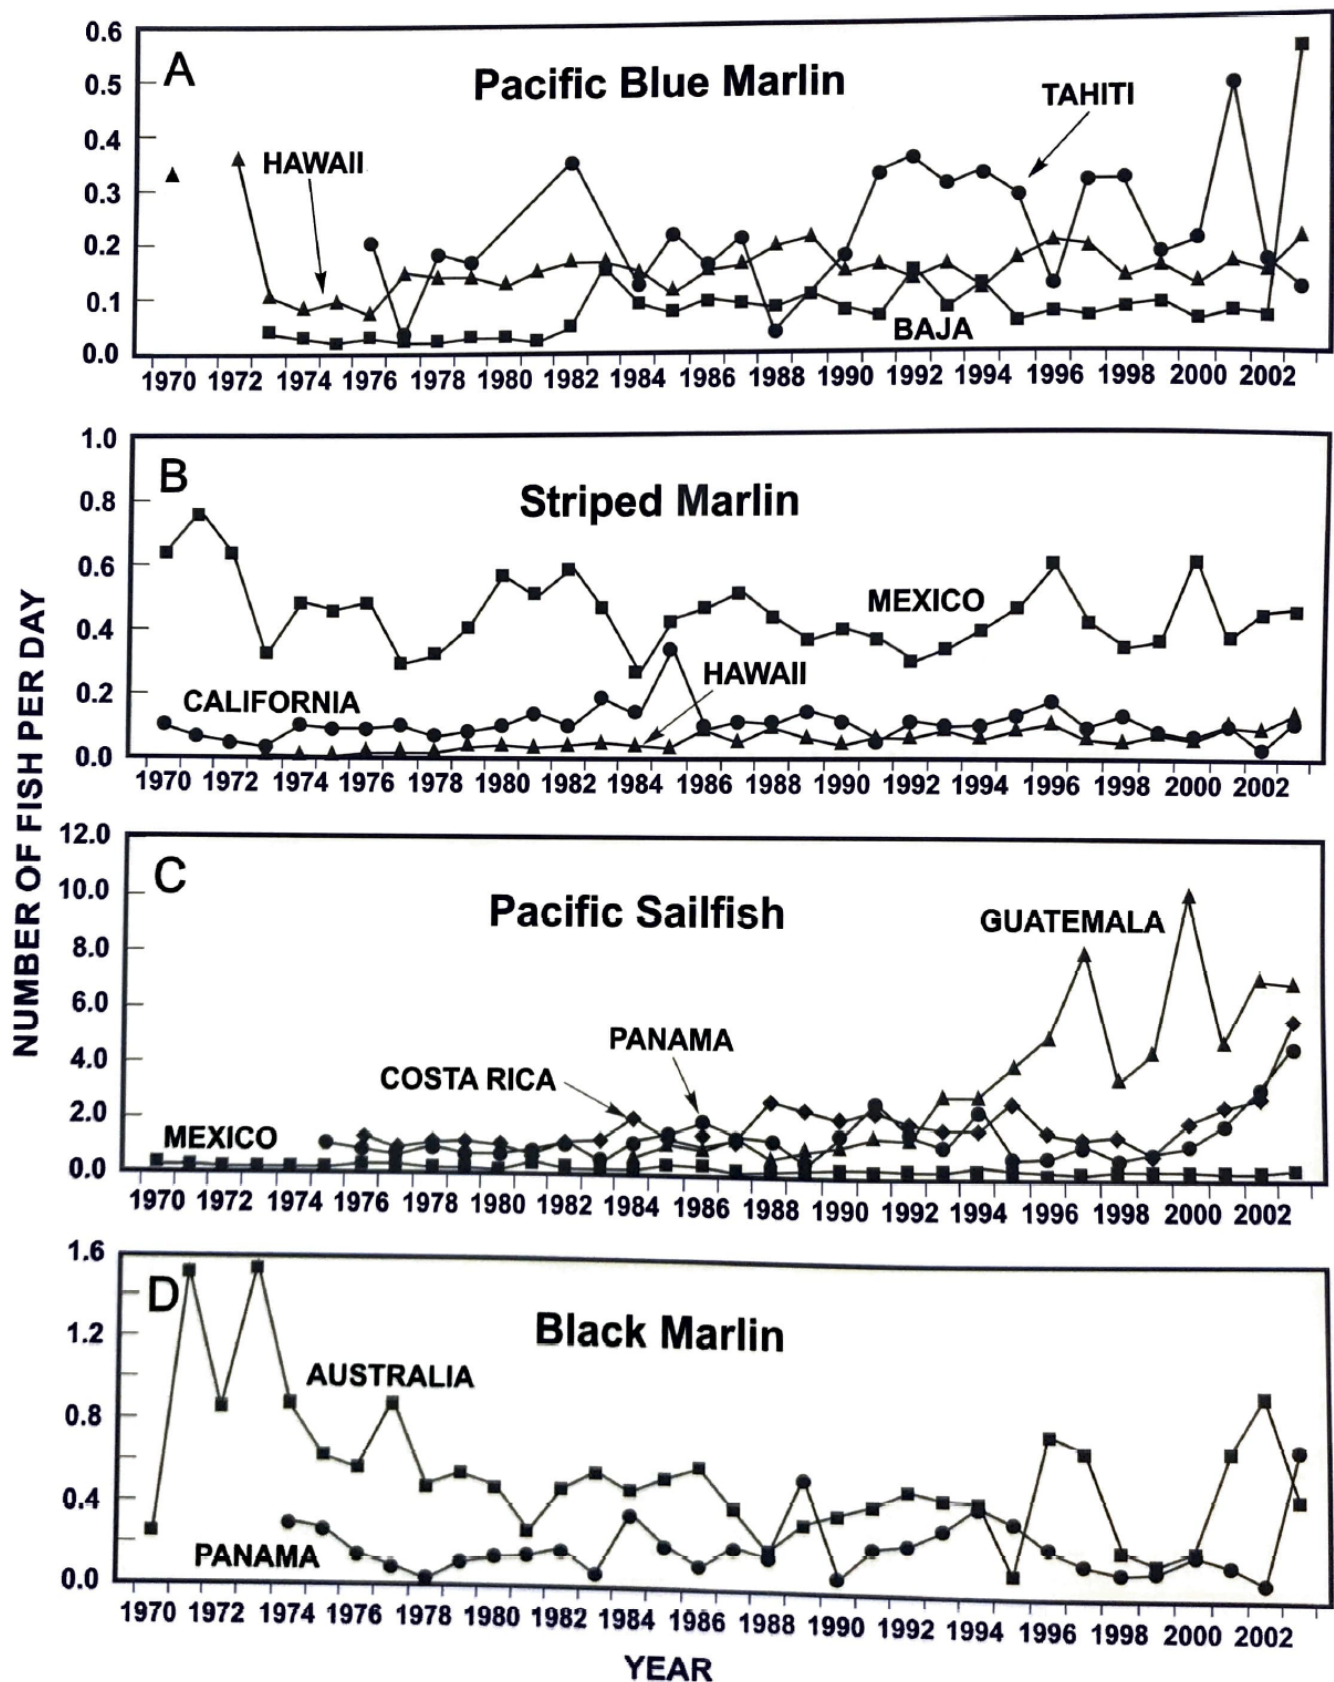 NUMBER OF FISH PER DAY
A
Pacific Blue Marlin
0.6
0.5
0.4
0.3
0.2
0.1
0.0
HAWAII
TAHITI
BAJA
1970 1972 1974 1976 1978 1980 1982 1984 1986 1988 1990 1992 1994 1996 1998 2000 2002
B
Striped Marlin
1.0
0.8
0.6
0.4
0.2
0.0
MEXICO
HAWAII
CALIFORNIA
1970 1972 1974 1976 1978 1980 1982 1984 1986 1988 1990 1992 1994 1996 1998 2000 2002
C
Pacific Sailfish
12.0
10.0
8.0
6.0
4.0
2.0
0.0
GUATEMALA
PANAMA
COSTA RICA
MEXICO
1970 1972 1974 1976 1978 1980 1982 1984 1986 1988 1990 1992 1994 1996 1998 2000 2002
D
Black Marlin
1.6
1.2
0.8
0.4
0.0
AUSTRALIA
PANAMA
1970 1972 1974 1976 1978 1980 1982 1984 1986 1988 1990 1992 1994 1996 1998 2000 2002
YEAR